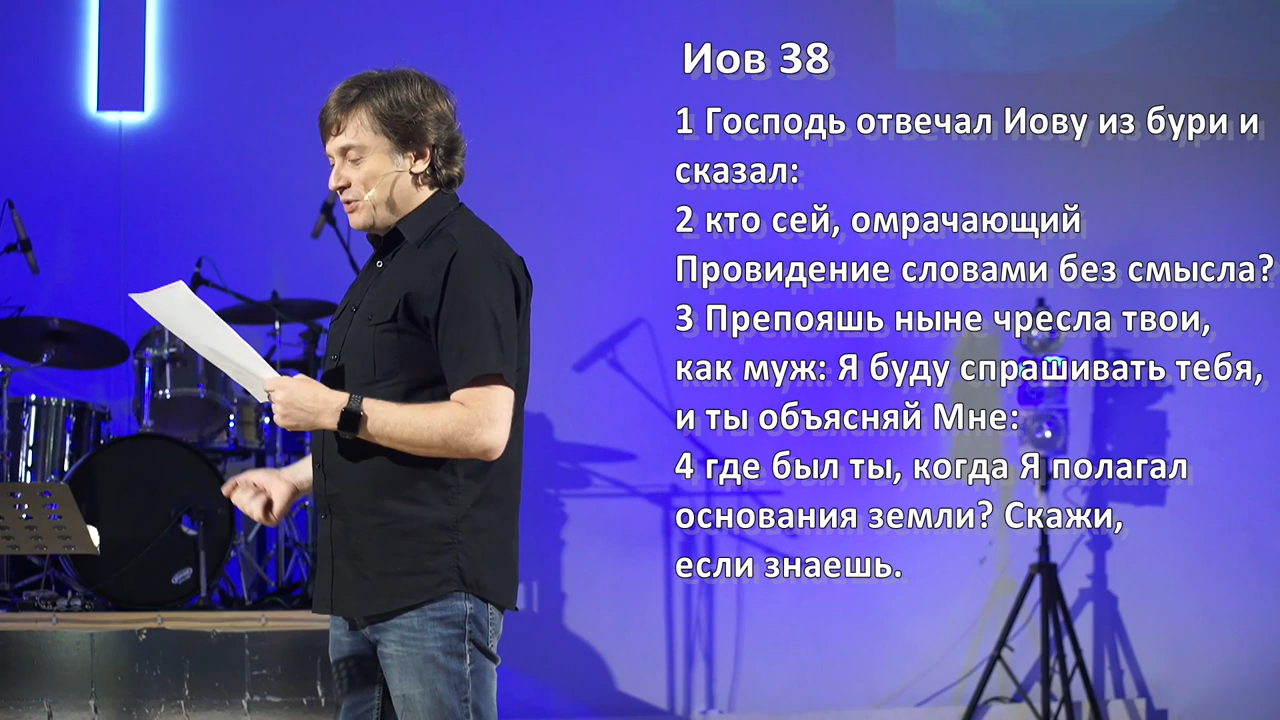 Иов 38
1 Господь отвечал Иову из бури и
сказал:
2 кто сей, омрачающий
Провидение словами без смысла?
3 Препояшь ныне чресла твои,
как муж: Я буду спрашивать тебя,
и ты объясняй Мне:
4 где был ты, когда Я полагал
основания земли? Скажи,
если знаешь.